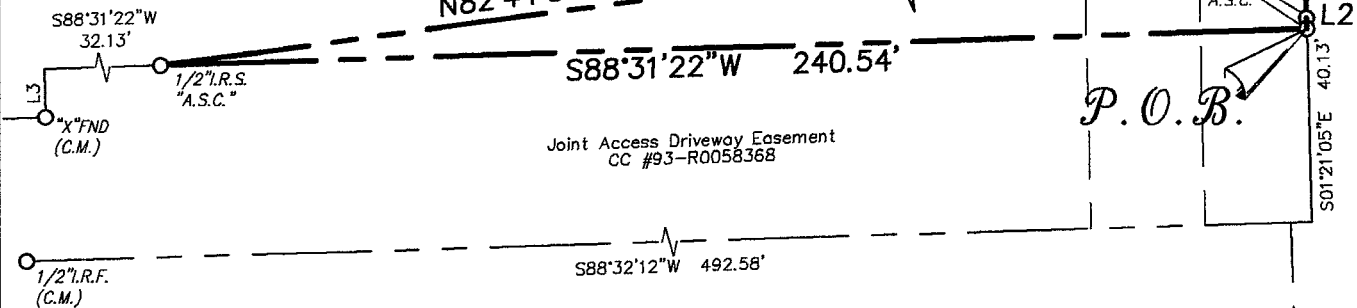 S88°31'22"W
32.13'
A.S.C.
L2
L3
1/2"I.R.S.
"A.S.C."
S88°31'22"W 240.54'
P.O.B.
S01°21'05"E 40.13'
"X"FND
(C.M.)
Joint Access Driveway Easement
CC #93-R0058368
S88°32'12"W 492.58'
1/2"I.R.F.
(C.M.)